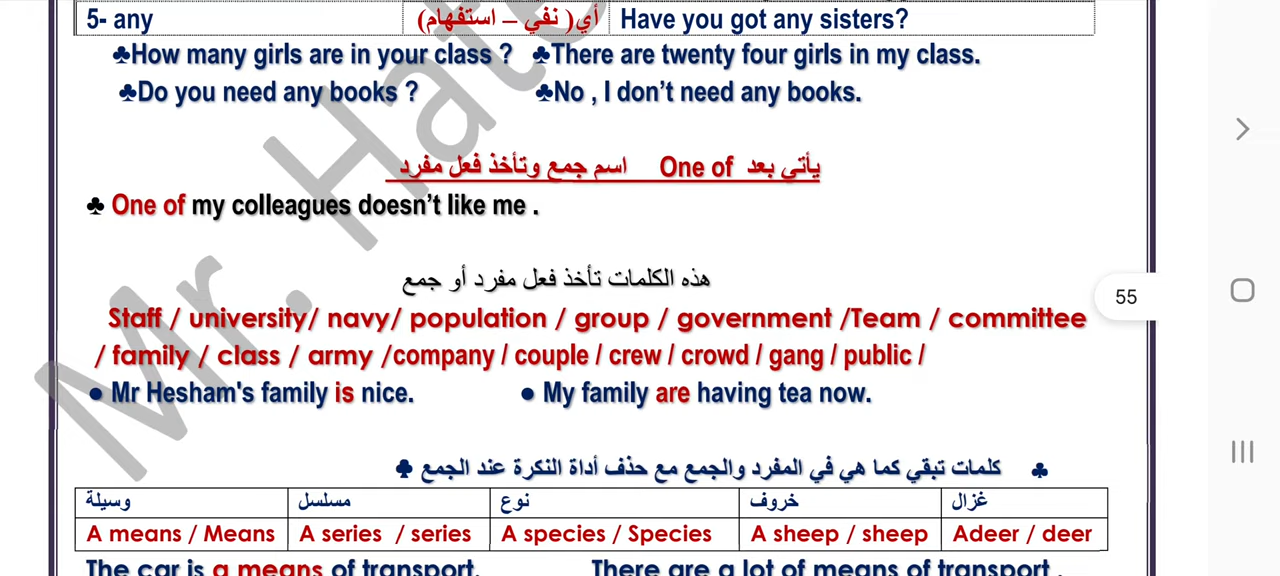 5- any أي( نفي – استفهام) Have you got any sisters?
♣How many girls are in your class ? ♣There are twenty four girls in my class.
♣Do you need any books ? ♣No , I don't need any books.
يأتي بعد One of اسم جمع وتأخذ فعل مفرد
♣ One of my colleagues doesn't like me .
هذه الكلمات تأخذ فعل مفرد أو جمع
Staff / university/ navy/ population / group / government /Team / committee
/ family / class / army /company / couple / crew / crowd / gang / public /
● Mr Hesham's family is nice. ● My family are having tea now.
♣ كلمات تبقي كما هي في المفرد والجمع مع حذف أداة النكرة عند الجمع ♣
غزال خروف نوع مسلسل وسيلة
A means / Means A series / series A species / Species A sheep / sheep Adeer / deer
The car is a means of transport. There are a lot of means of transport .
Mr. Hate
55